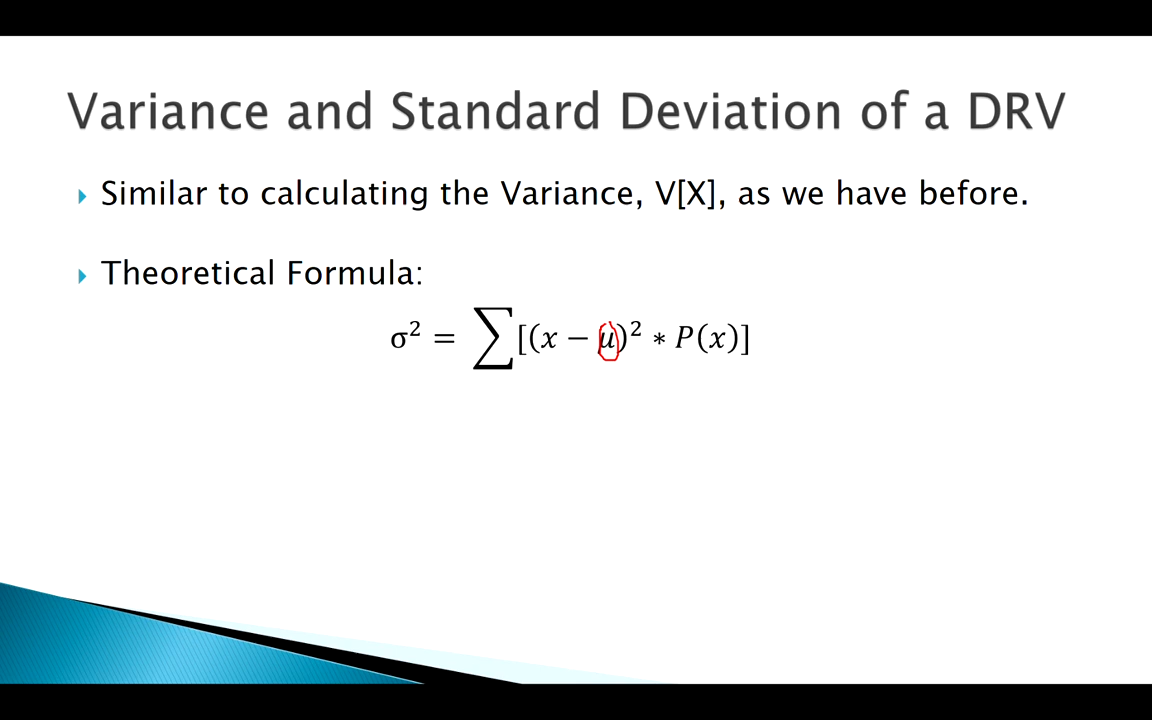 Variance and Standard Deviation of a DRV
Similar to calculating the Variance, V[X], as we have before.
Theoretical Formula:
σ² = ∑[(x − μ)² ∗ P(x)]